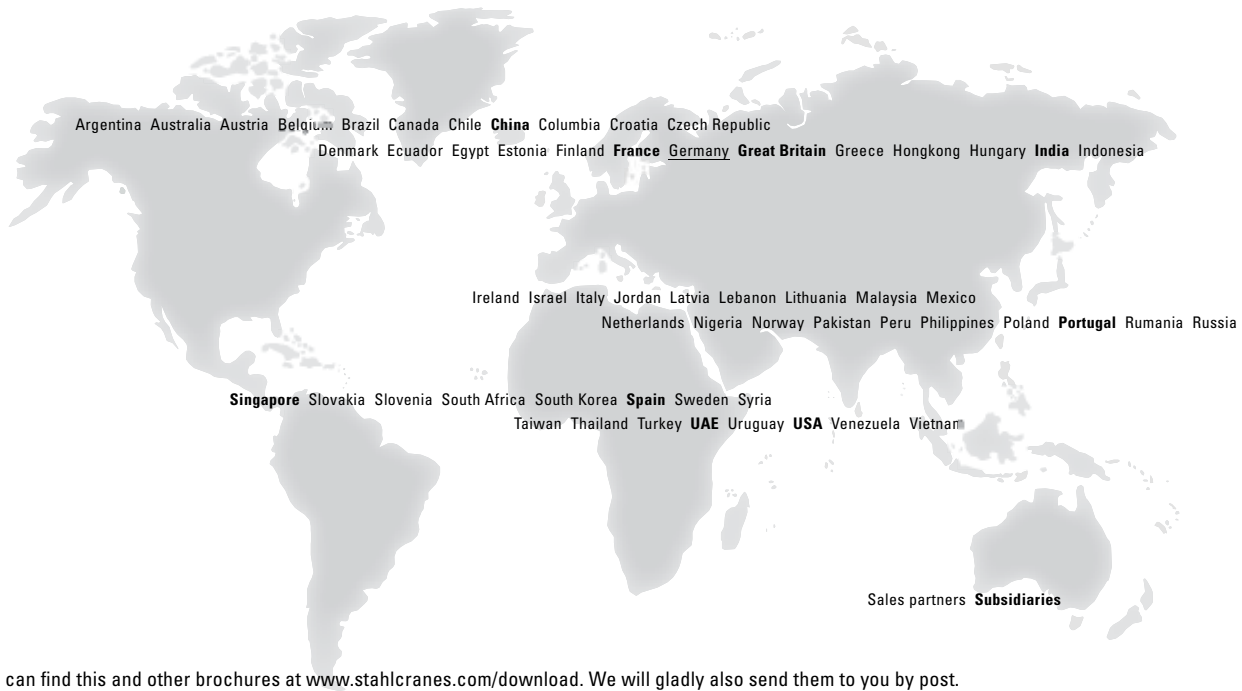 Argentina Australia Austria Belgium Brazil Canada Chile China Columbia Croatia Czech Republic
Denmark Ecuador Egypt Estonia Finland France Germany Great Britain Greece Hongkong Hungary India Indonesia
Ireland Israel Italy Jordan Latvia Lebanon Lithuania Malaysia Mexico
Netherlands Nigeria Norway Pakistan Peru Philippines Poland Portugal Rumania Russia
Singapore Slovakia Slovenia South Africa South Korea Spain Sweden Syria
Taiwan Thailand Turkey UAE Uruguay USA Venezuela Vietnam
Sales partners Subsidiaries
can find this and other brochures at www.stahlcranes.com/download. We will gladly also send them to you by post.